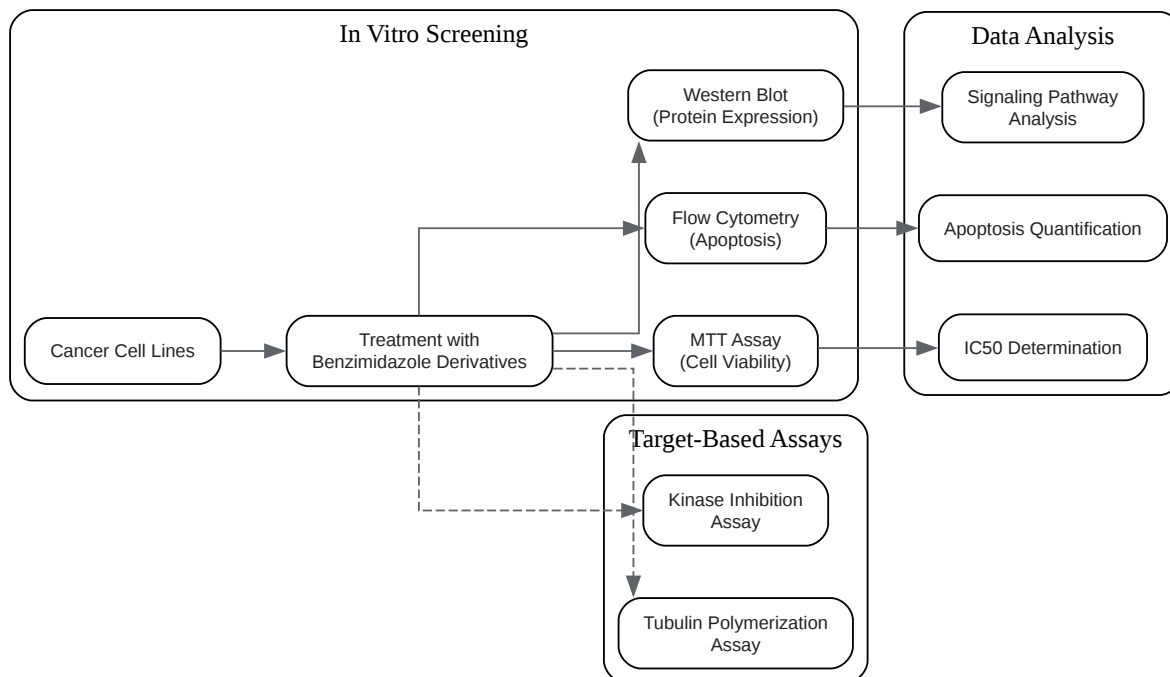 In Vitro Screening
Data Analysis
Western Blot
(Protein Expression)
Signaling Pathway
Analysis
Flow Cytometry
(Apoptosis)
Apoptosis Quantification
Cancer Cell Lines
Treatment with
Benzimidazole Derivatives
MTT Assay
(Cell Viability)
IC50 Determination
Target-Based Assays
Kinase Inhibition
Assay
Tubulin Polymerization
Assay